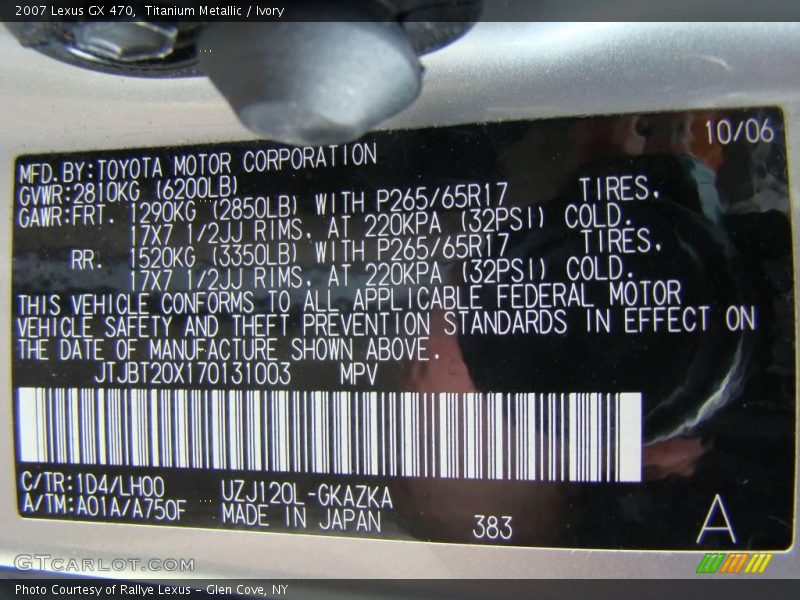 2007 Lexus GX 470, Titanium Metallic / Ivory
10/06
MFD.BY:TOYOTA MOTOR CORPORATION
GVWR:2810KG (6200LB)
GAWR:FRT. 1290KG (2850LB) WITH P265/65R17 TIRES,
17X7 1/2JJ RIMS, AT 220KPA (32PSI) COLD.
RR. 1520KG (3350LB) WITH P265/65R17 TIRES,
17X7 1/2JJ RIMS, AT 220KPA (32PSI) COLD.
THIS VEHICLE CONFORMS TO ALL APPLICABLE FEDERAL MOTOR
VEHICLE SAFETY AND THEFT PREVENTION STANDARDS IN EFFECT ON
THE DATE OF MANUFACTURE SHOWN ABOVE.
JTJBT20X170131003 MPV
C/TR:1D4/LH00 UZJ120L-GKAZKA
A/TM:A01A/A750F MADE IN JAPAN 383 A
GTCarLot.com
Photo Courtesy of Rallye Lexus - Glen Cove, NY